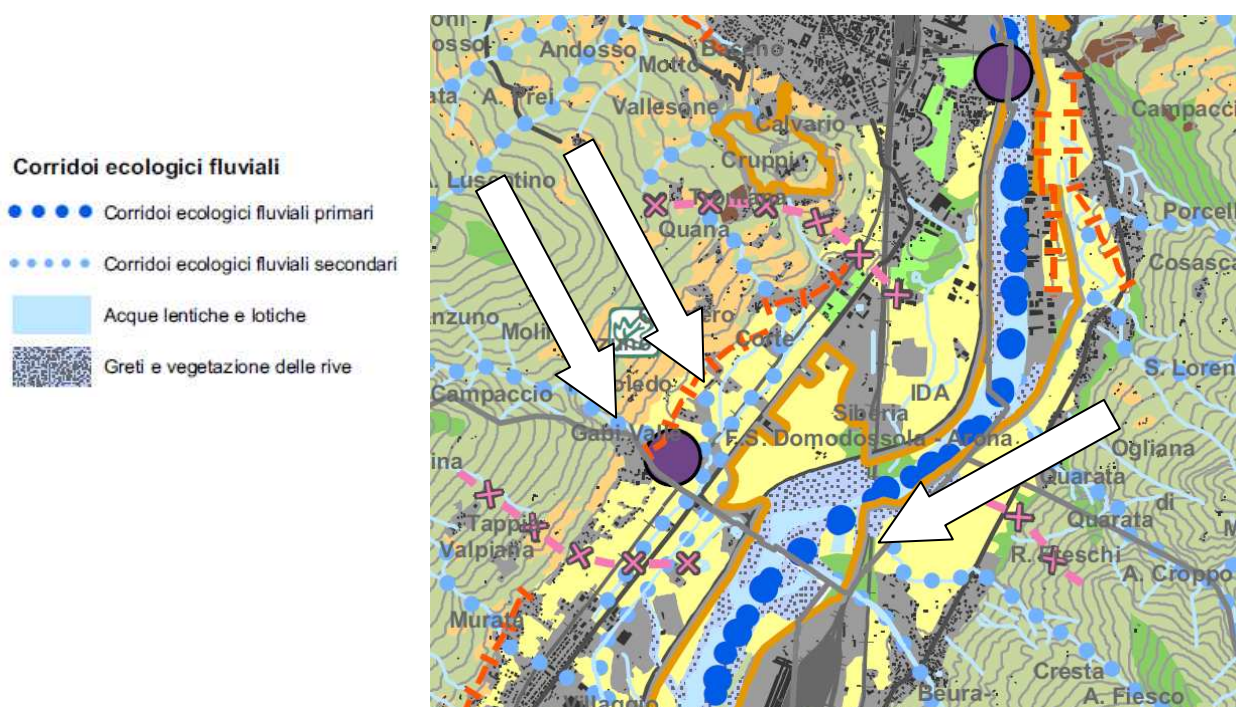 Corridoi ecologici fluviali
Corridoi ecologici fluviali primari
Corridoi ecologici fluviali secondari
Acque lentiche e lotiche
Greti e vegetazione delle rive
Andosso
Motto
Vallesone
Calvario
Campacci
Cruppi
Quana
Porcell
Cosasca
Corte
S. Loren
Campaccio
IDA
Siberia
F.S. Domodossola - Arona
Ogliana
Quarata
di
Quarata
Tappia
Valpiana
A. Croppo
Murata
Cresta
Beura-
A. Fiesco
Villaggio